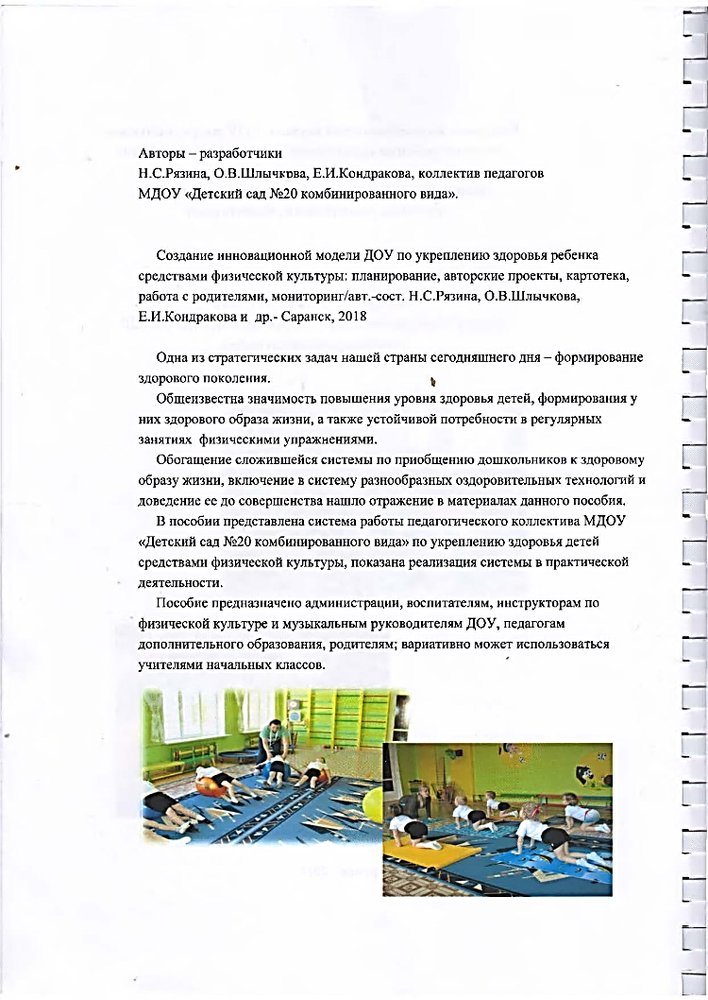 Авторы – разработчики
Н.С.Рязина, О.В.Шлычкова, Е.И.Кондракова, коллектив педагогов
МДОУ «Детский сад №20 комбинированного вида».
Создание инновационной модели ДОУ по укреплению здоровья ребенка
средствами физической культуры: планирование, авторские проекты, картотека,
работа с родителями, мониторинг/авт.-сост. Н.С.Рязина, О.В.Шлычкова,
Е.И.Кондракова и др.- Саранск, 2018
Одна из стратегических задач нашей страны сегодняшнего дня – формирование
здорового поколения.
Общеизвестна значимость повышения уровня здоровья детей, формирования у
них здорового образа жизни, а также устойчивой потребности в регулярных
занятиях физическими упражнениями.
Обогащение сложившейся системы по приобщению дошкольников к здоровому
образу жизни, включение в систему разнообразных оздоровительных технологий и
доведение ее до совершенства нашло отражение в материалах данного пособия.
В пособии представлена система работы педагогического коллектива МДОУ
«Детский сад №20 комбинированного вида» по укреплению здоровья детей
средствами физической культуры, показана реализация системы в практической
деятельности.
Пособие предназначено администрации, воспитателям, инструкторам по
физической культуре и музыкальным руководителям ДОУ, педагогам
дополнительного образования, родителям; вариативно может использоваться
учителями начальных классов.